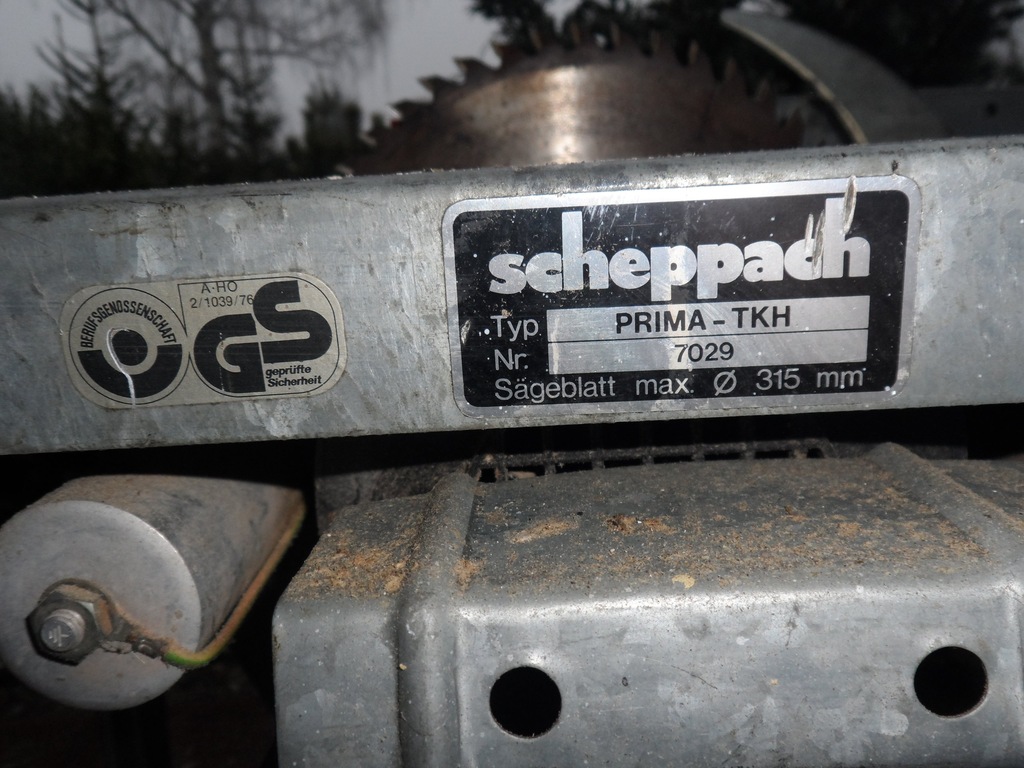 BERUFSGENOSSENSCHAFT
A-HO
2/1039/76
GS
geprüfte
Sicherheit
scheppach
Typ PRIMA-TKH
Nr. 7029
Sägeblatt max. Ø 315 mm